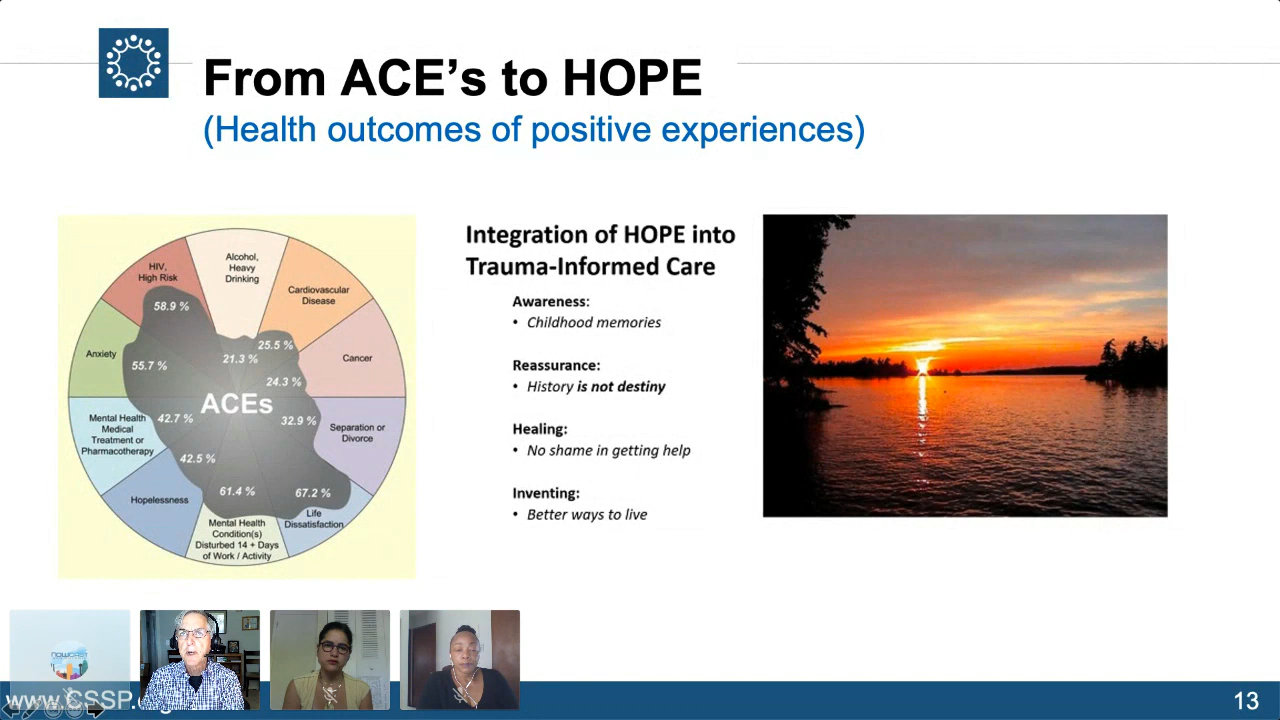 From ACE's to HOPE
(Health outcomes of positive experiences)
HIV,
High Risk
58.9 %
Alcohol,
Heavy
Drinking
21.3 %
Cardiovascular
Disease
25.5 %
Cancer
24.3 %
Separation or
Divorce
32.9 %
Life
Dissatisfaction
67.2 %
Mental Health
Condition(s)
Disturbed 14 + Days
of Work / Activity
61.4 %
Hopelessness
42.5 %
Mental Health
Medical
Treatment or
Pharmacotherapy
42.7 %
Anxiety
55.7 %
ACEs
Integration of HOPE into
Trauma-Informed Care
Awareness:
• Childhood memories
Reassurance:
• History is not destiny
Healing:
• No shame in getting help
Inventing:
• Better ways to live
NOWCAST
www.CSSP.
13